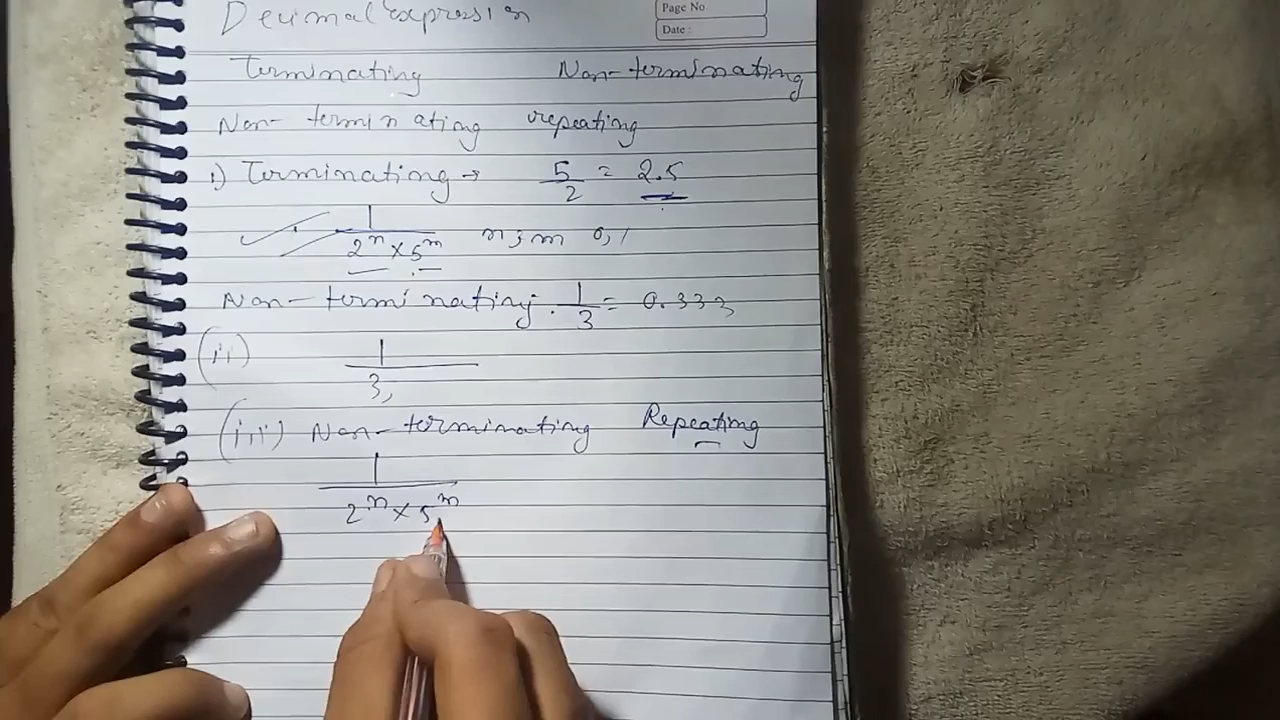 Decimal expression
Page No
Date :
Terminating Non-terminating
Non-terminating repeating
i) Terminating → 5/2 = 2.5
1/2ⁿ×5ᵐ n, m 0, 1
Non-terminating. 1/3 = 0.333
(ii) 1/3,
(iii) Non-terminating Repeating
1/2ⁿ×5ᵐ